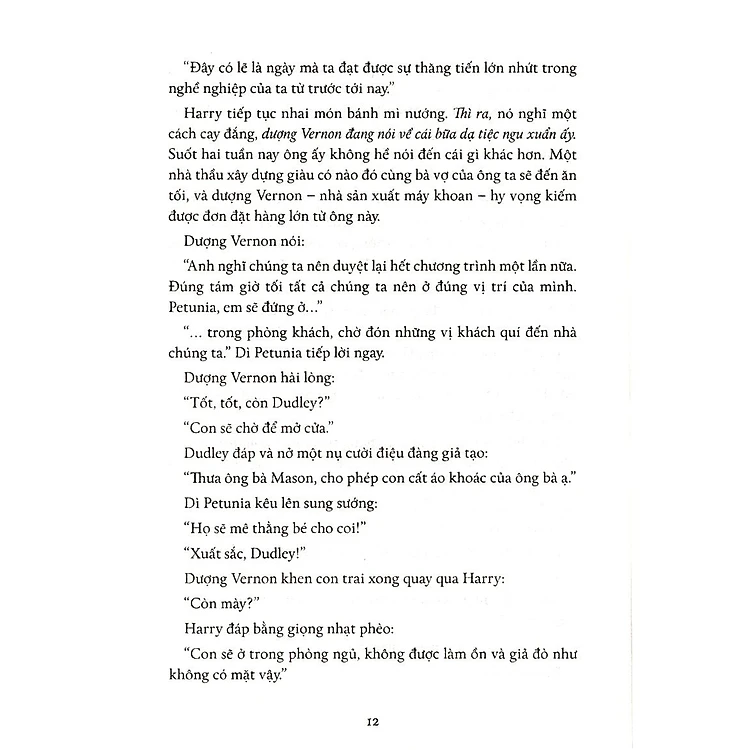 “Đây có lẽ là ngày mà ta đạt được sự thăng tiến lớn nhứt trong
nghề nghiệp của ta từ trước tới nay.”
Harry tiếp tục nhai món bánh mì nướng. Thì ra, nó nghĩ một
cách cay đắng, dượng Vernon đang nói về cái bữa dạ tiệc ngu xuẩn ấy.
Suốt hai tuần nay ông ấy không hề nói đến cái gì khác hơn. Một
nhà thầu xây dựng giàu có nào đó cùng bà vợ của ông ta sẽ đến ăn
tối, và dượng Vernon – nhà sản xuất máy khoan – hy vọng kiếm
được đơn đặt hàng lớn từ ông này.
Dượng Vernon nói:
“Anh nghĩ chúng ta nên duyệt lại hết chương trình một lần nữa.
Đúng tám giờ tối tất cả chúng ta nên ở đúng vị trí của mình.
Petunia, em sẽ đứng ở…”
“… trong phòng khách, chờ đón những vị khách quí đến nhà
chúng ta.” Dì Petunia tiếp lời ngay.
Dượng Vernon hài lòng:
“Tốt, tốt, còn Dudley?”
“Con sẽ chờ để mở cửa.”
Dudley đáp và nở một nụ cười điệu đàng giả tạo:
“Thưa ông bà Mason, cho phép con cất áo khoác của ông bà ạ.”
Dì Petunia kêu lên sung sướng:
“Họ sẽ mê thằng bé cho coi!”
“Xuất sắc, Dudley!”
Dượng Vernon khen con trai xong quay qua Harry:
“Còn mày?”
Harry đáp bằng giọng nhạt phèo:
“Con sẽ ở trong phòng ngủ, không được làm ồn và giả đò như
không có mặt vậy.”
12